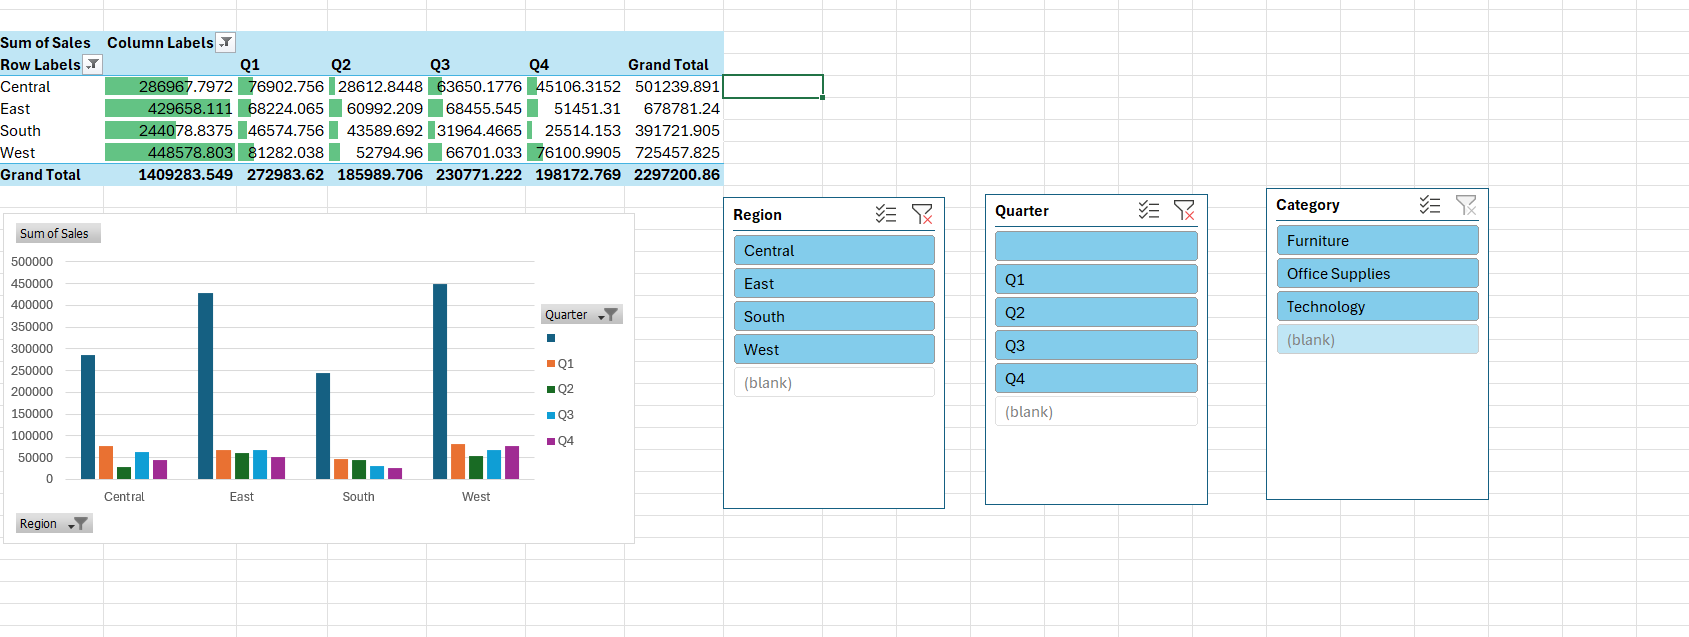 Sum of Sales Column Labels
Row Labels Q1 Q2 Q3 Q4 Grand Total
Central 286967.7972 76902.756 28612.8448 63650.1776 45106.3152 501239.891
East 429658.111 68224.065 60992.209 68455.545 51451.31 678781.24
South 244078.8375 46574.756 43589.692 31964.4665 25514.153 391721.905
West 448578.803 81282.038 52794.96 66701.033 76100.9905 725457.825
Grand Total 1409283.549 272983.62 185989.706 230771.222 198172.769 2297200.86
Sum of Sales
500000
450000
400000
350000
300000
250000
200000
150000
100000
50000
0
Central East South West
Quarter
Q1
Q2
Q3
Q4
Region
Region
Central
East
South
West
(blank)
Quarter
Q1
Q2
Q3
Q4
(blank)
Category
Furniture
Office Supplies
Technology
(blank)